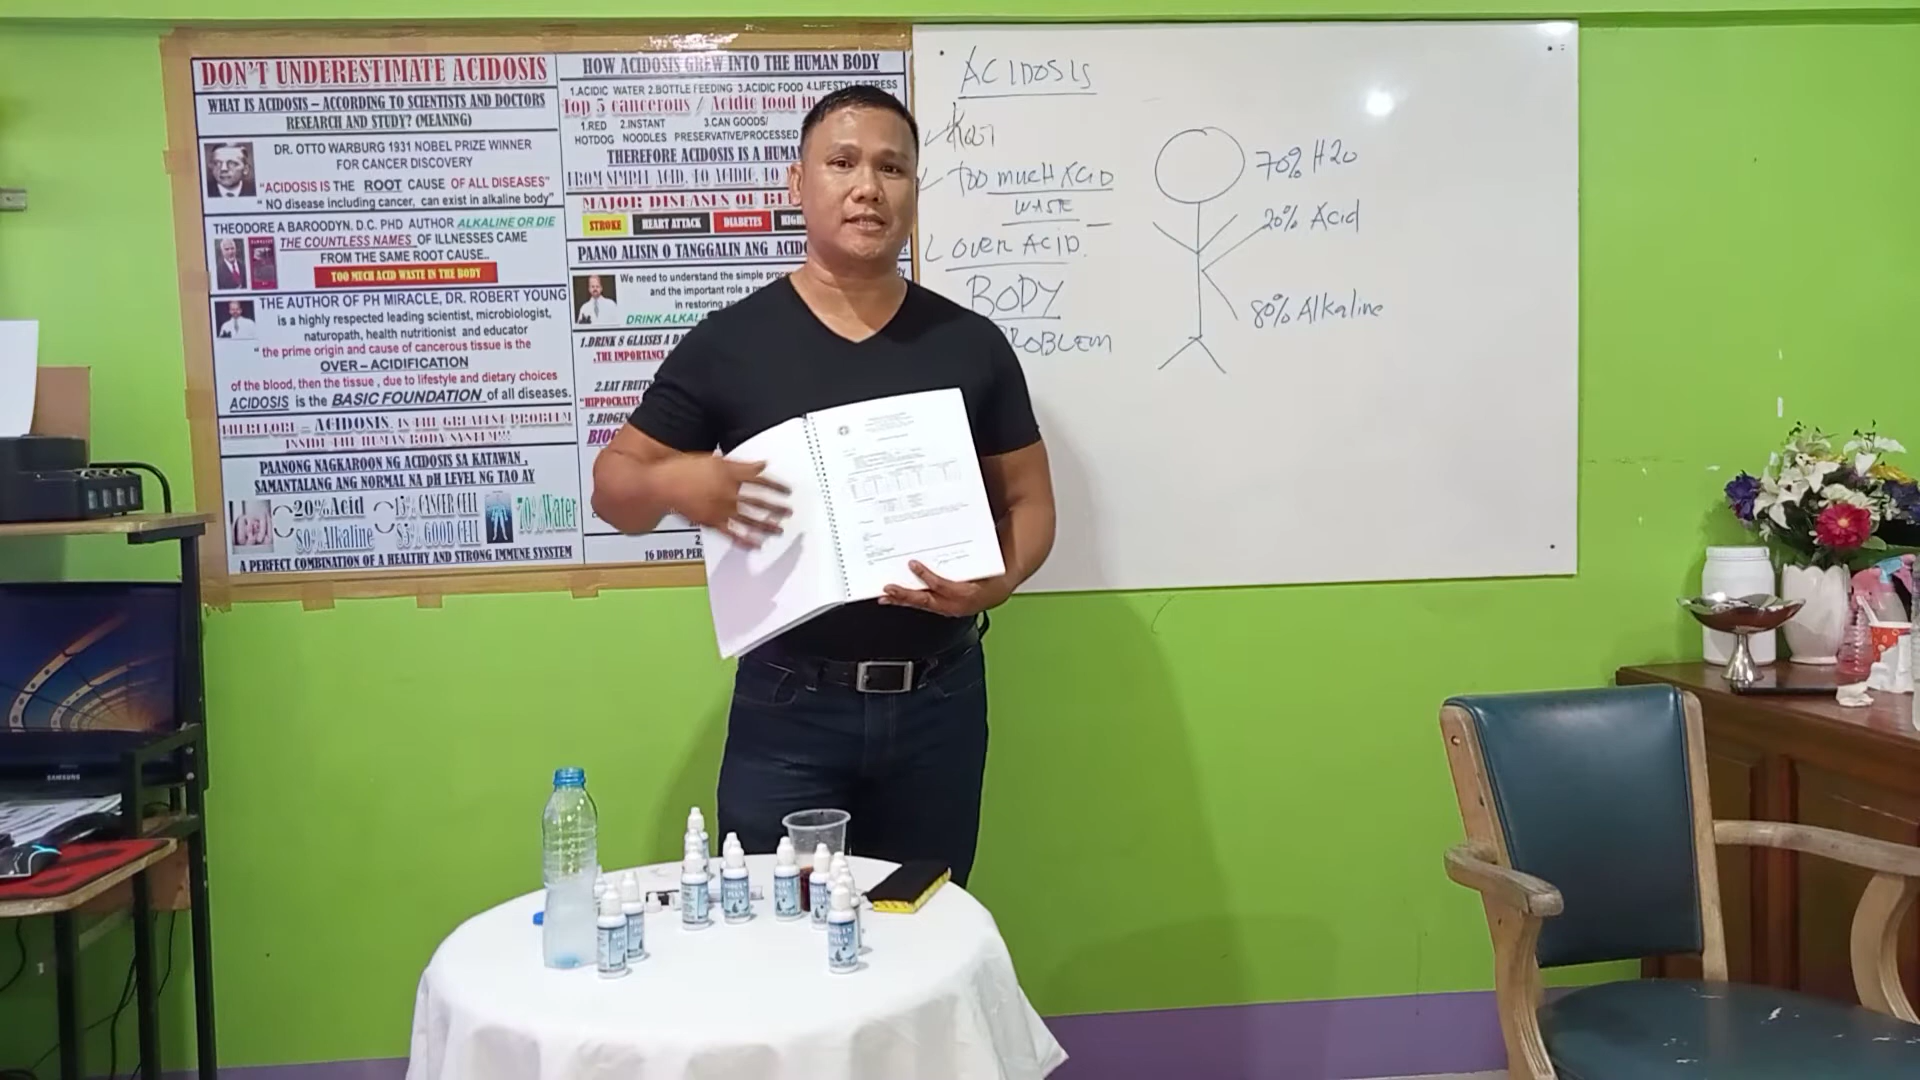 DON'T UNDERESTIMATE ACIDOSIS
WHAT IS ACIDOSIS – ACCORDING TO SCIENTISTS AND DOCTORS
RESEARCH AND STUDY? (MEANING)
DR. OTTO WARBURG 1931 NOBEL PRIZE WINNER
FOR CANCER DISCOVERY
"ACIDOSIS IS THE ROOT CAUSE OF ALL DISEASES"
" NO disease including cancer, can exist in alkaline body"
THEODORE A BAROODYN, D.C. PHD AUTHOR ALKALINE OR DIE
THE COUNTLESS NAMES OF ILLNESSES CAME
FROM THE SAME ROOT CAUSE..
TOO MUCH ACID WASTE IN THE BODY
THE AUTHOR OF PH MIRACLE, DR. ROBERT YOUNG
is a highly respected leading scientist, microbiologist,
naturopath, health nutritionist and educator
" the prime origin and cause of cancerous tissue is the
OVER – ACIDIFICATION
of the blood, then the tissue , due to lifestyle and dietary choices
ACIDOSIS is the BASIC FOUNDATION of all diseases.
THEREFORE – ACIDOSIS, IS THE GREATEST PROBLEM
INSIDE THE HUMAN BODY SYSTEM!!!
PAANONG NAGKAROON NG ACIDOSIS SA KATAWAN ,
SAMANTALANG ANG NORMAL NA pH LEVEL NG TAO AY
20%Acid 15% CANCER CELL
80%Alkaline 85% GOOD CELL 70%Water
A PERFECT COMBINATION OF A HEALTHY AND STRONG IMMUNE SYSSTEM
HOW ACIDOSIS GREW INTO THE HUMAN BODY
1.ACIDIC WATER 2.BOTTLE FEEDING 3.ACIDIC FOOD 4.LIFESTYLE/STRESS
Top 5 cancerous / Acidic food in
1.RED 2.INSTANT 3.CAN GOODS/
HOTDOG NOODLES PRESERVATIVE/PROCESSED
THEREFORE ACIDOSIS IS A HUMA
FROM SIMPLE ACID, TO ACIDIC, TO
MAJOR DISEASES OF
STROKE HEART ATTACK DIABETES HIGH
PAANO ALISIN O TANGGALIN ANG ACIDO
We need to understand the simple proc
and the important role a p
in restoring
DRINK ALKAL
1.DRINK 8 GLASSES A DA
.THE IMPORTANCE
2.EAT FRUITS
"HIPPOCRATES
3.BIOGEN
BIOG
16 DROPS PER
ACIDOSIS
Too Much Acid
Waste
over Acid.
BODY
ROBLEM
70% H2O
20% Acid
80% Alkaline
SAMSUNG
BIOGEN
PLUS